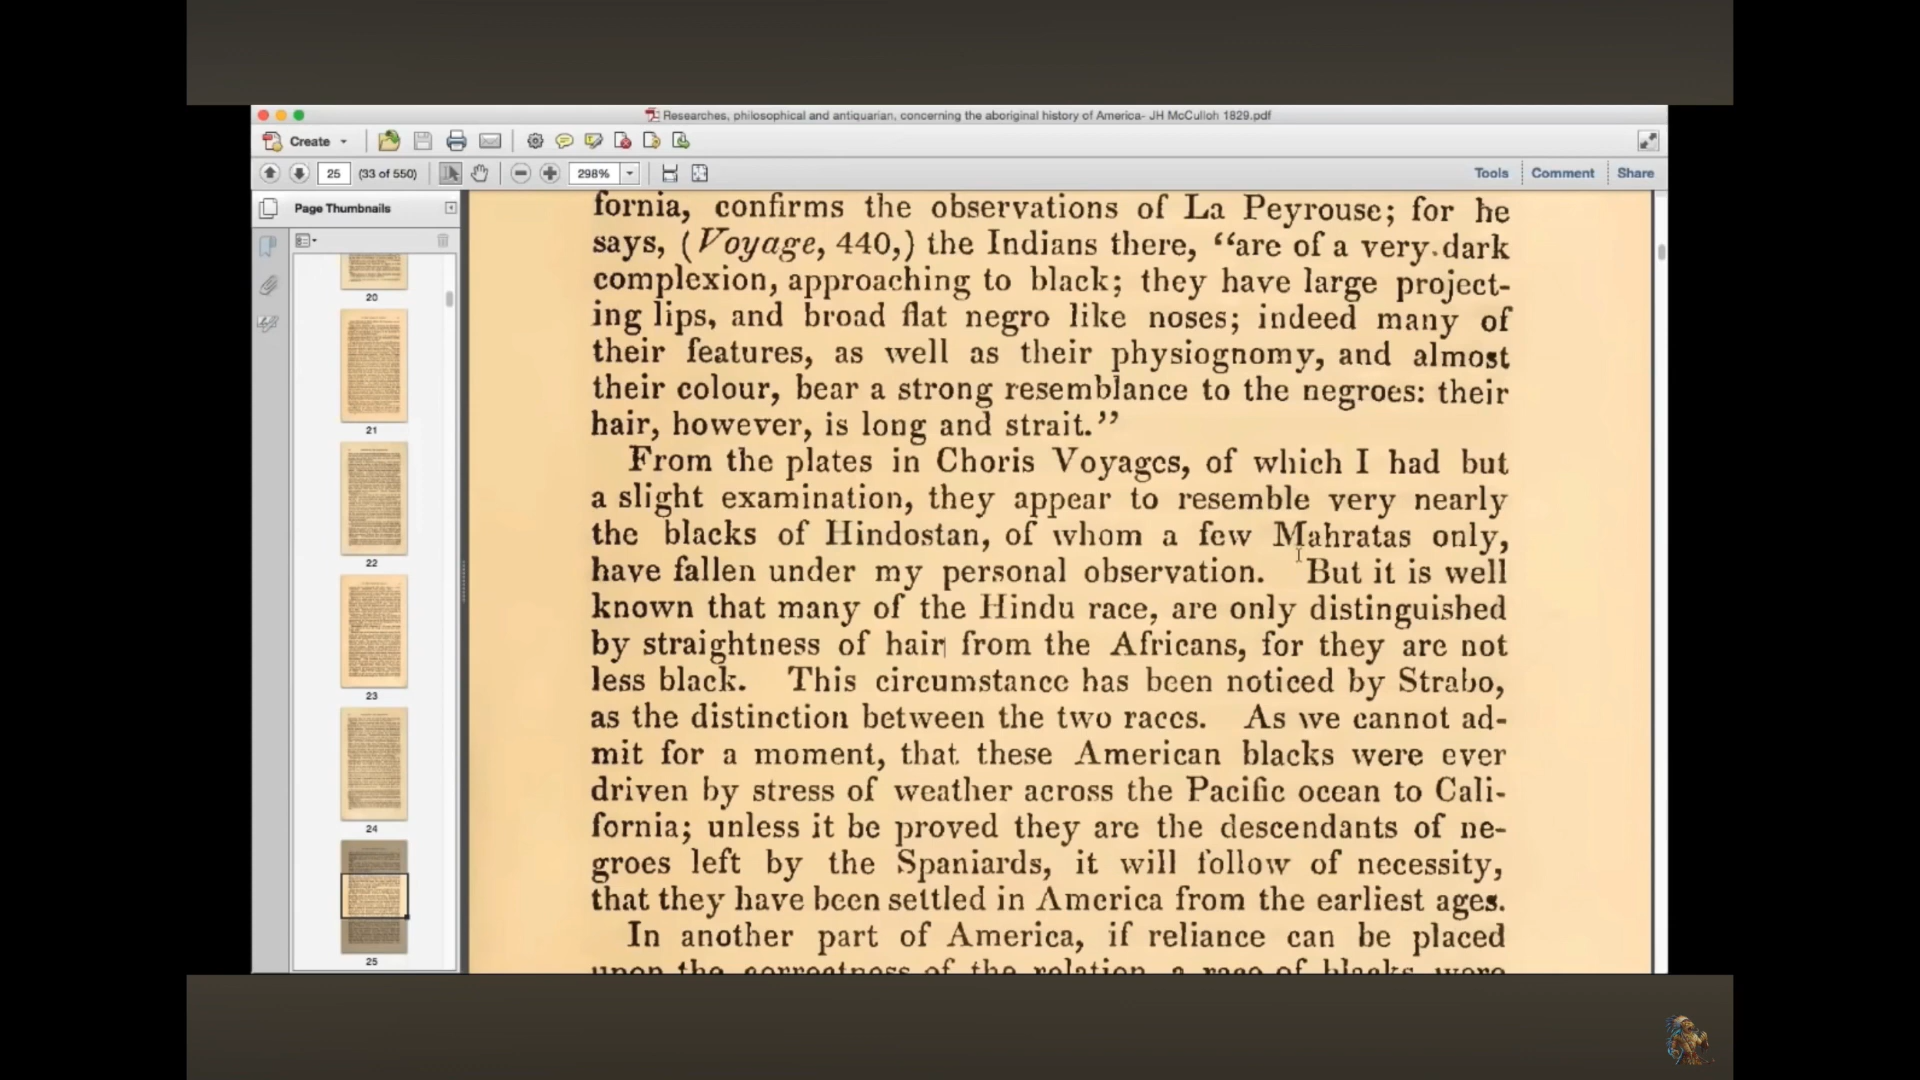 Researches, philosophical and antiquarian, concerning the aboriginal history of America- JH McCulloh 1829.pdf
Create
25 (33 of 550) 298% Tools Comment Share
Page Thumbnails
20
21
22
23
24
25
fornia, confirms the observations of La Peyrouse; for he
says, (Voyage, 440,) the Indians there, “are of a very dark
complexion, approaching to black; they have large project-
ing lips, and broad flat negro like noses; indeed many of
their features, as well as their physiognomy, and almost
their colour, bear a strong resemblance to the negroes: their
hair, however, is long and strait.”
From the plates in Choris Voyages, of which I had but
a slight examination, they appear to resemble very nearly
the blacks of Hindostan, of whom a few Mahratas only,
have fallen under my personal observation. But it is well
known that many of the Hindu race, are only distinguished
by straightness of hair from the Africans, for they are not
less black. This circumstance has been noticed by Strabo,
as the distinction between the two races. As we cannot ad-
mit for a moment, that these American blacks were ever
driven by stress of weather across the Pacific ocean to Cali-
fornia; unless it be proved they are the descendants of ne-
groes left by the Spaniards, it will follow of necessity,
that they have been settled in America from the earliest ages.
In another part of America, if reliance can be placed
upon the correctness of the relation, a race of blacks were